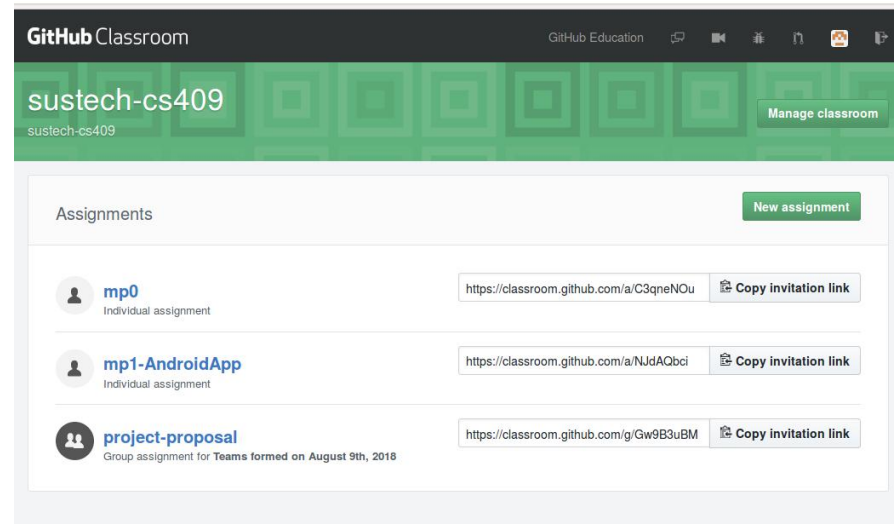 GitHub Classroom
GitHub Education
sustech-cs409
sustech-cs409
Manage classroom
Assignments
New assignment
mp0
Individual assignment
https://classroom.github.com/a/C3qneNOu
Copy invitation link
mp1-AndroidApp
Individual assignment
https://classroom.github.com/a/NJdAQbci
Copy invitation link
project-proposal
Group assignment for Teams formed on August 9th, 2018
https://classroom.github.com/g/Gw9B3uBM
Copy invitation link